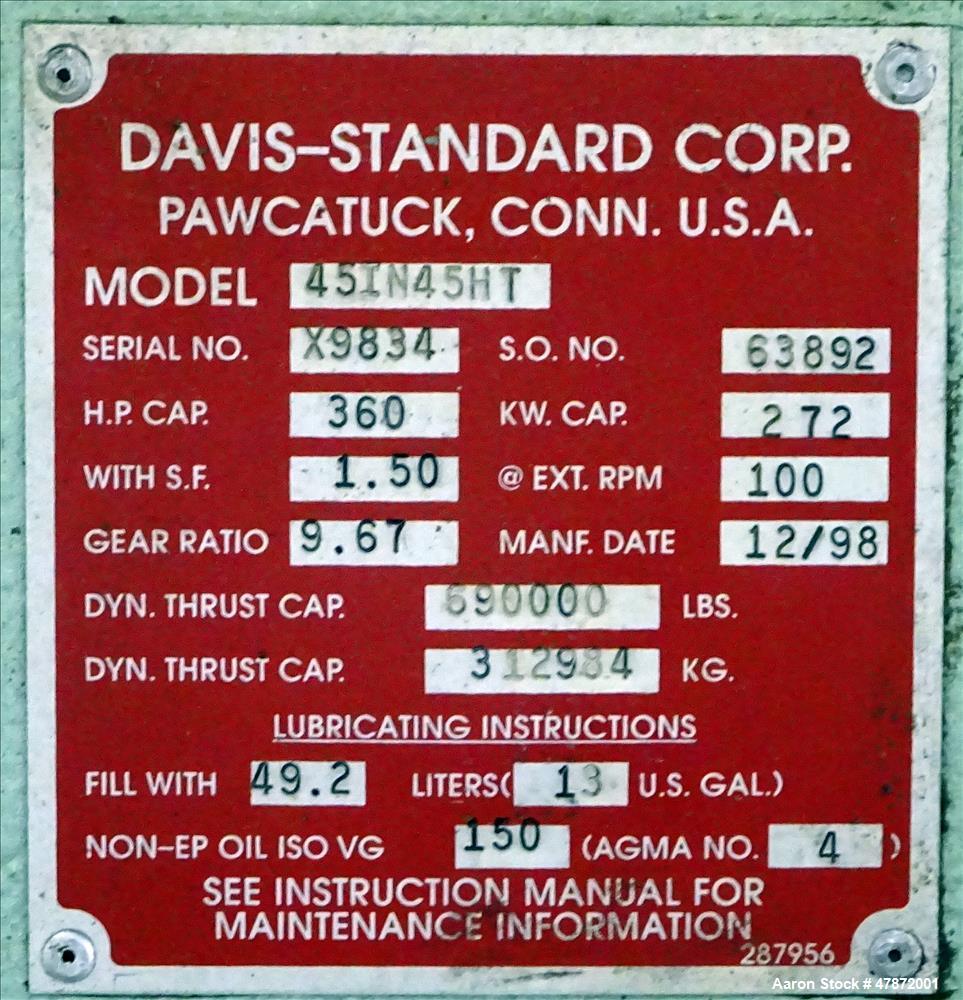 DAVIS-STANDARD CORP.
PAWCATUCK, CONN. U.S.A.
MODEL 45IN45HT
SERIAL NO. X9834 S.O. NO. 63892
H.P. CAP. 360 KW. CAP. 272
WITH S.F. 1.50 @ EXT. RPM 100
GEAR RATIO 9.67 MANF. DATE 12/98
DYN. THRUST CAP. 690000 LBS.
DYN. THRUST CAP. 312984 KG.
LUBRICATING INSTRUCTIONS
FILL WITH 49.2 LITERS( 13 U.S. GAL.)
NON-EP OIL ISO VG 150 (AGMA NO. 4 )
SEE INSTRUCTION MANUAL FOR
MAINTENANCE INFORMATION
287956
Aaron Stock # 47872001